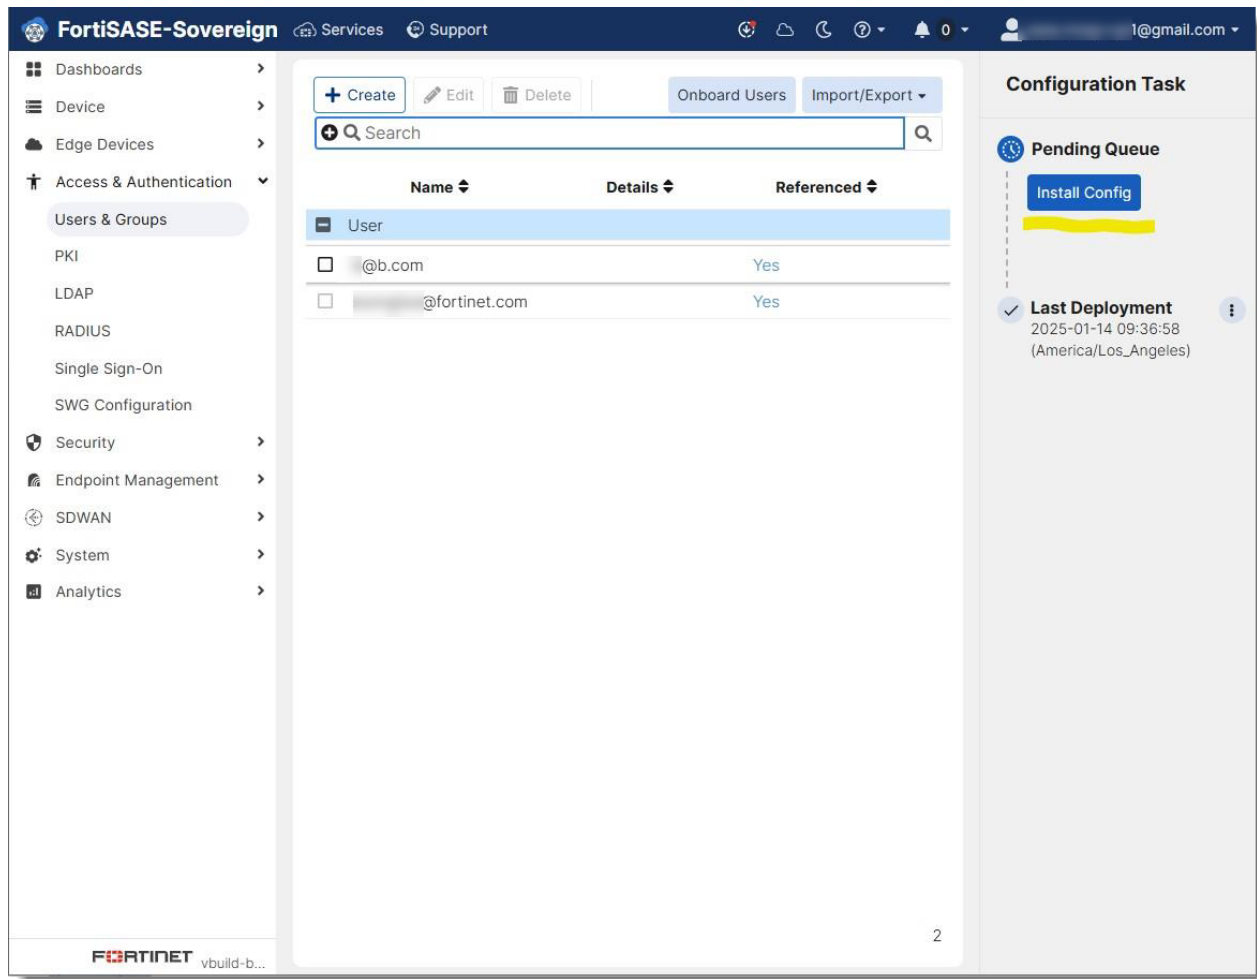 FortiSASE-Sovereign Services Support 0 1@gmail.com
Dashboards
Device
Edge Devices
Access & Authentication
Users & Groups
PKI
LDAP
RADIUS
Single Sign-On
SWG Configuration
Security
Endpoint Management
SDWAN
System
Analytics
FORTINET vbuild-b...
Create Edit Delete Onboard Users Import/Export
Search
Name Details Referenced
User
@b.com Yes
@fortinet.com Yes
2
Configuration Task
Pending Queue
Install Config
Last Deployment
2025-01-14 09:36:58
(America/Los_Angeles)